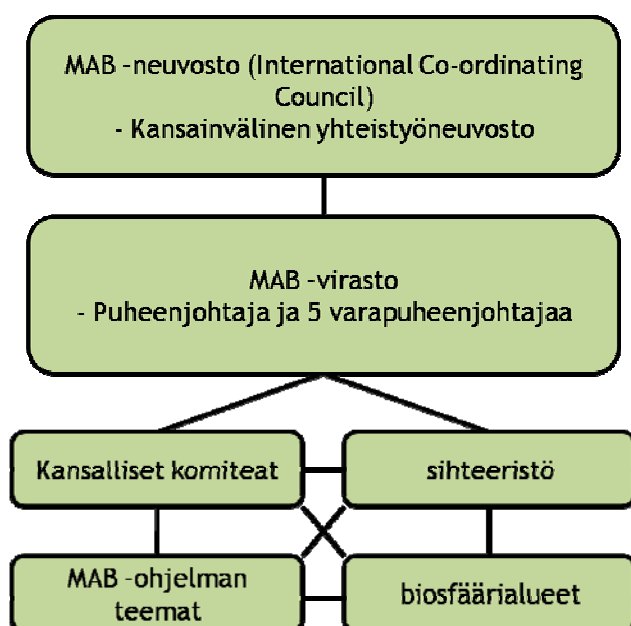 MAB -neuvosto (International Co-ordinating
Council)
- Kansainvälinen yhteistyöneuvosto
MAB -virasto
- Puheenjohtaja ja 5 varapuheenjohtajaa
Kansalliset komiteat
sihteeristö
MAB -ohjelman
teemat
biosfäärialueet